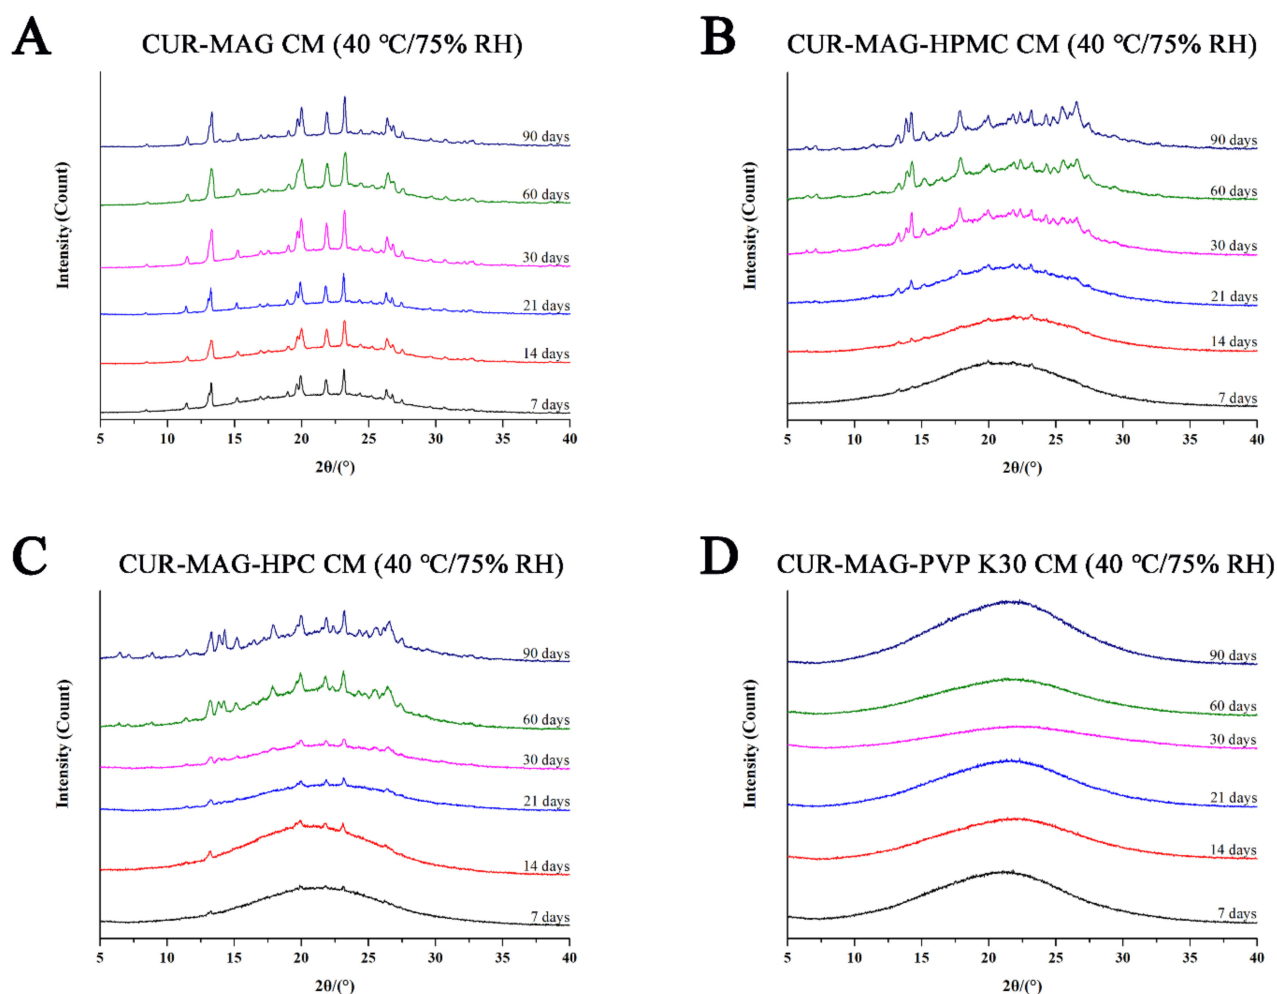 A
CUR-MAG CM (40 ℃/75% RH)
Intensity (Count)
90 days
60 days
30 days
21 days
14 days
7 days
5 10 15 20 25 30 35 40
2θ/(°)
B
CUR-MAG-HPMC CM (40 ℃/75% RH)
Intensity (Count)
90 days
60 days
30 days
21 days
14 days
7 days
5 10 15 20 25 30 35 40
2θ/(°)
C
CUR-MAG-HPC CM (40 ℃/75% RH)
Intensity (Count)
90 days
60 days
30 days
21 days
14 days
7 days
5 10 15 20 25 30 35 40
2θ/(°)
D
CUR-MAG-PVP K30 CM (40 ℃/75% RH)
Intensity (Count)
90 days
60 days
30 days
21 days
14 days
7 days
5 10 15 20 25 30 35 40
2θ/(°)